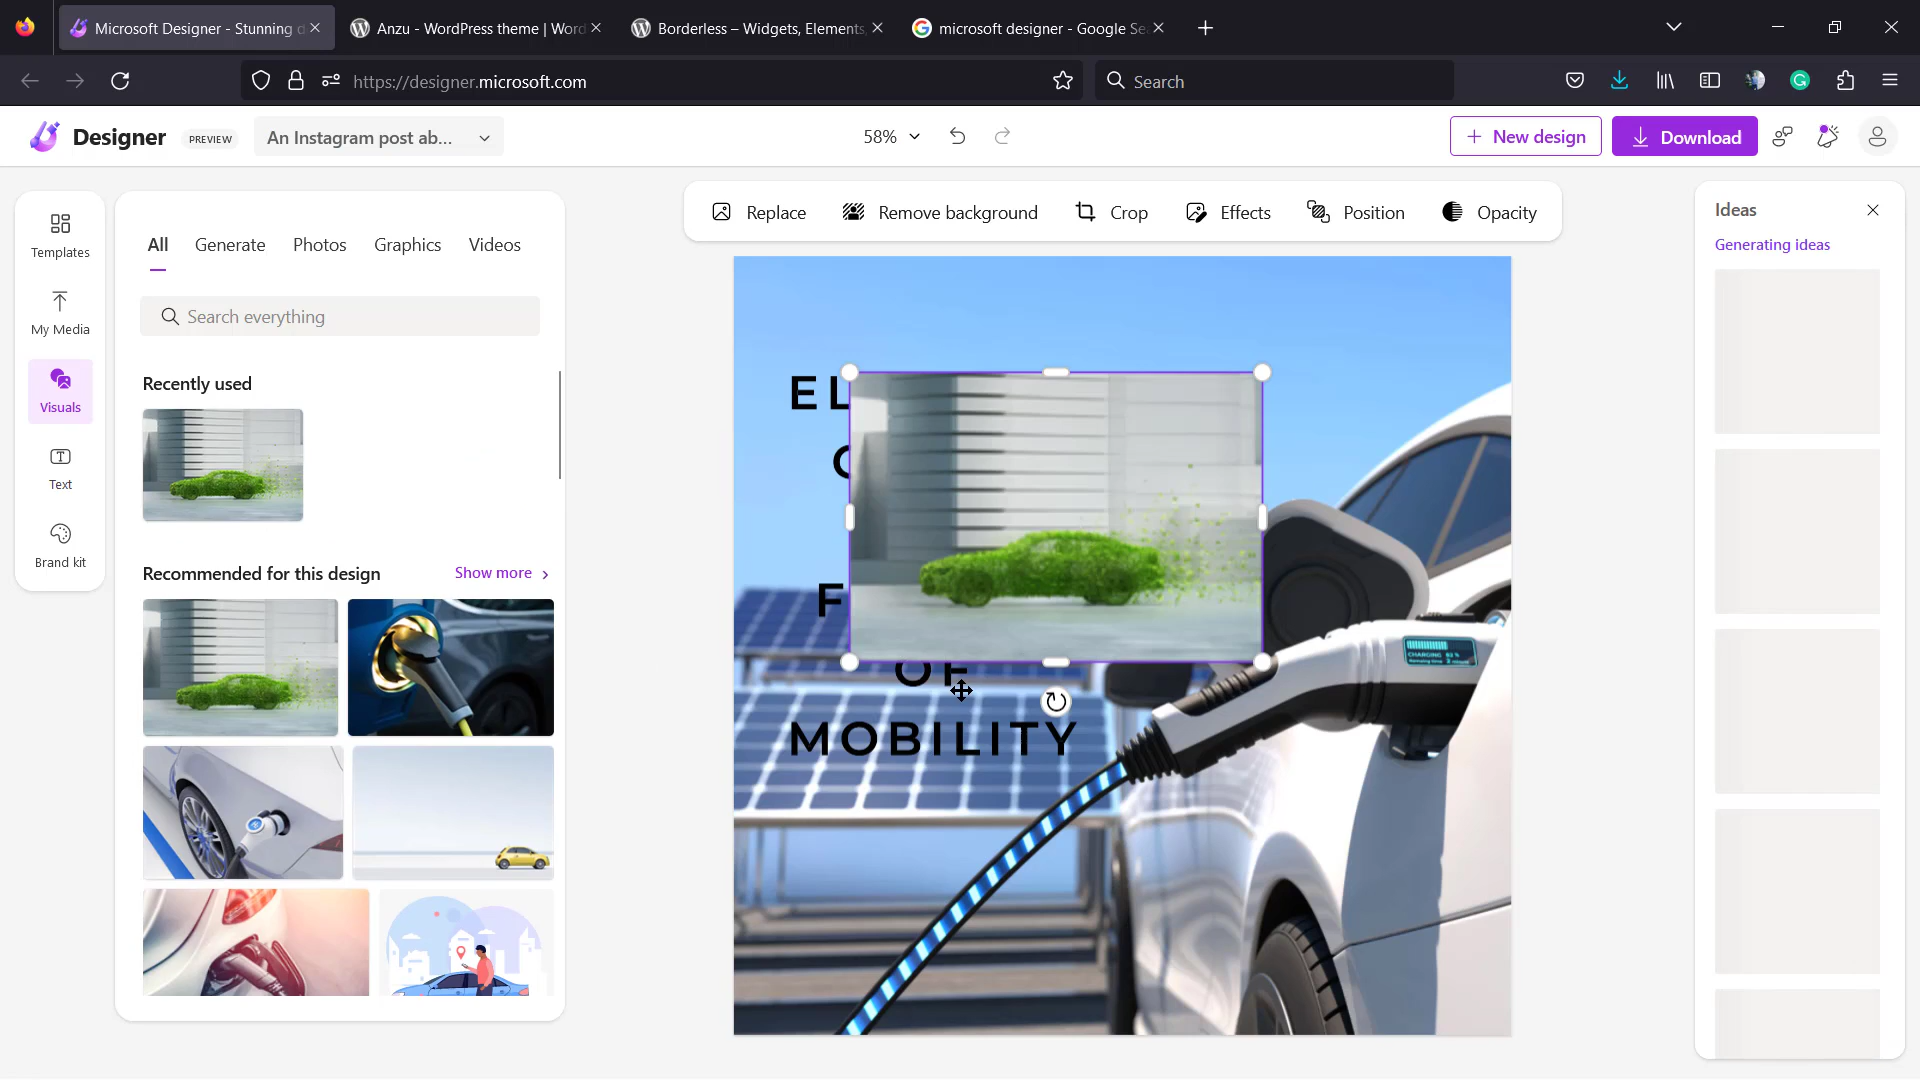 Microsoft Designer - Stunning d
Anzu - WordPress theme | Word
Borderless – Widgets, Elements,
microsoft designer - Google Se
https://designer.microsoft.com
Search
Designer
PREVIEW
An Instagram post ab...
58%
New design
Download
Templates
My Media
Visuals
Text
Brand kit
All
Generate
Photos
Graphics
Videos
Search everything
Recently used
Recommended for this design
Show more
Replace
Remove background
Crop
Effects
Position
Opacity
EL
F
OF
MOBILITY
CHARGING 82 %
Ideas
Generating ideas